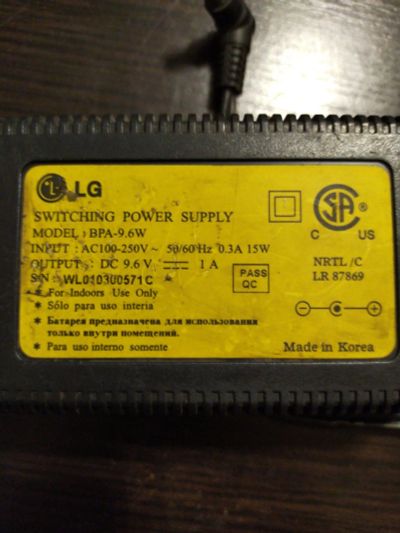 LG
SWITCHING POWER SUPPLY
MODEL : BPA-9.6W
INPUT : AC100-250V~ 50/60Hz 0.3A 15W
OUTPUT : DC 9.6 V ⎓ 1 A
S/N : WL010300571C
PASS
QC
* For Indoors Use Only
* Sólo para uso interia
* Батарея предназначена для использования
только внутри помещений.
* Para uso interno somente
SA
C US
NRTL /C
LR 87869
Made in Korea